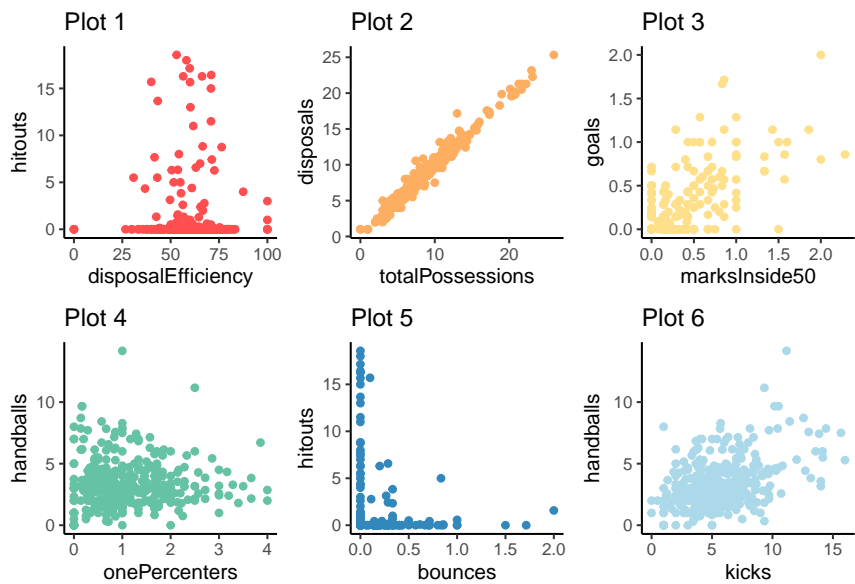 Plot 1
hitouts
15
10
5
0
0 25 50 75 100
disposalEfficiency
Plot 2
disposals
25
20
15
10
5
0
0 10 20
totalPossessions
Plot 3
goals
2.0
1.5
1.0
0.5
0.0
0.0 0.5 1.0 1.5 2.0
marksInside50
Plot 4
handballs
10
5
0
0 1 2 3 4
onePercenters
Plot 5
hitouts
15
10
5
0
0.0 0.5 1.0 1.5 2.0
bounces
Plot 6
handballs
10
5
0
0 5 10 15
kicks